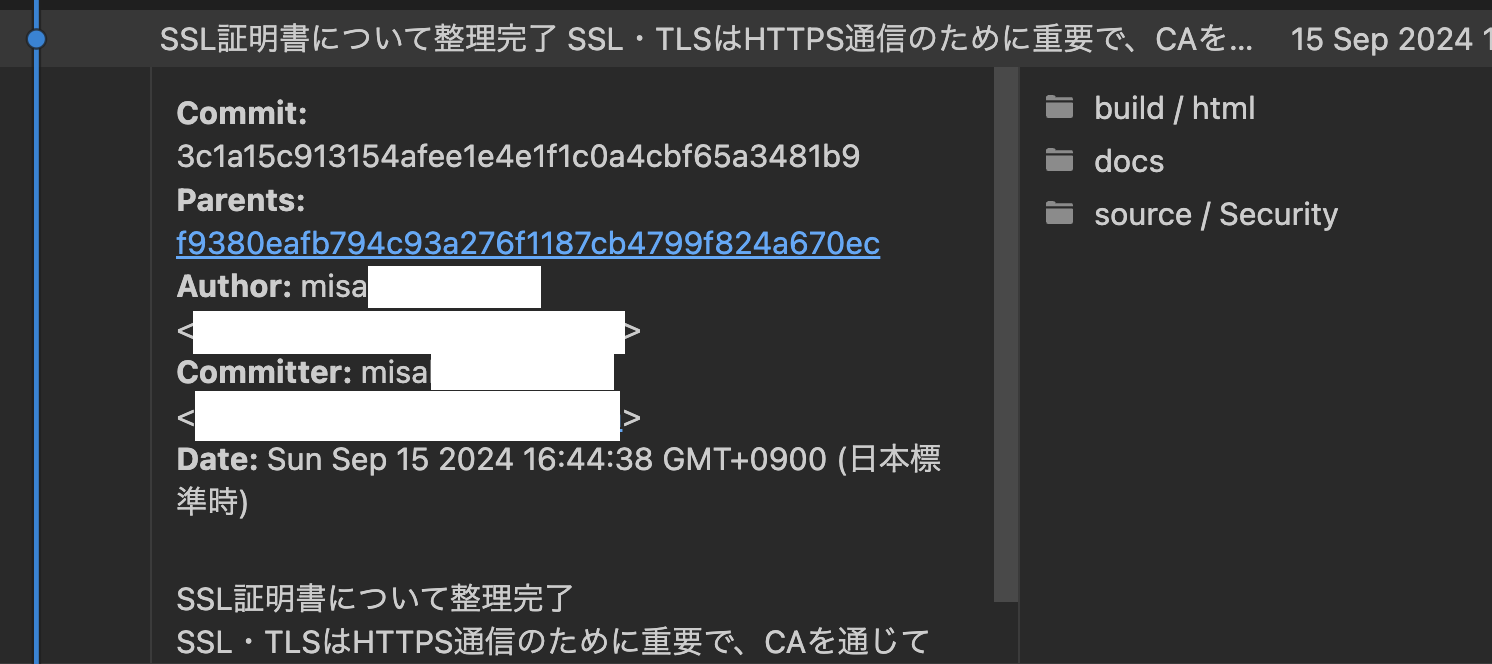 SSL証明書について整理完了 SSL・TLSはHTTPS通信のために重要で、CAを... 15 Sep 2024 1
Commit:
3c1a15c913154afee1e4e1f1c0a4cbf65a3481b9
Parents:
f9380eafb794c93a276f1187cb4799f824a670ec
Author: misa
< >
Committer: misa
< >
Date: Sun Sep 15 2024 16:44:38 GMT+0900 (日本標
準時)
SSL証明書について整理完了
SSL・TLSはHTTPS通信のために重要で、CAを通じて
build / html
docs
source / Security